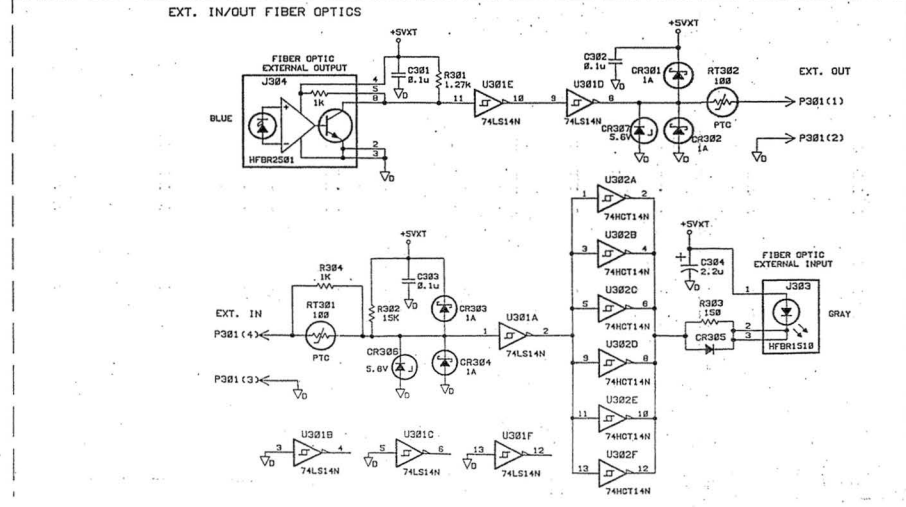 EXT. IN/OUT FIBER OPTICS
+5VXT
FIBER OPTIC
EXTERNAL OUTPUT
J304
BLUE
HFBR2501
1K
4
5
8
2
3
C301
0.1u
R301
1.27k
U301E
11
10
74LS14N
9
U301D
8
74LS14N
+5VXT
C302
0.1u
CR301
1A
CR307
5.6V
CR302
1A
RT302
100
PTC
EXT. OUT
P301(1)
P301(2)
D
D
D
D
D
D
EXT. IN
P301(4)
P301(3)
R304
1K
RT301
100
PTC
D
+5VXT
R302
15K
C303
0.1u
D
CR303
1A
CR306
5.6V
D
CR304
1A
D
U301A
1
2
74LS14N
U302A
1
2
74HCT14N
U302B
3
4
74HCT14N
U302C
5
6
74HCT14N
U302D
9
8
74HCT14N
U302E
11
10
74HCT14N
U302F
13
12
74HCT14N
+5VXT
+
C304
2.2u
D
R303
150
CR305
FIBER OPTIC
EXTERNAL INPUT
J303
1
2
3
HFBR1510
GRAY
U301B
3
4
D
74LS14N
U301C
5
6
D
74LS14N
U301F
13
12
D
74LS14N